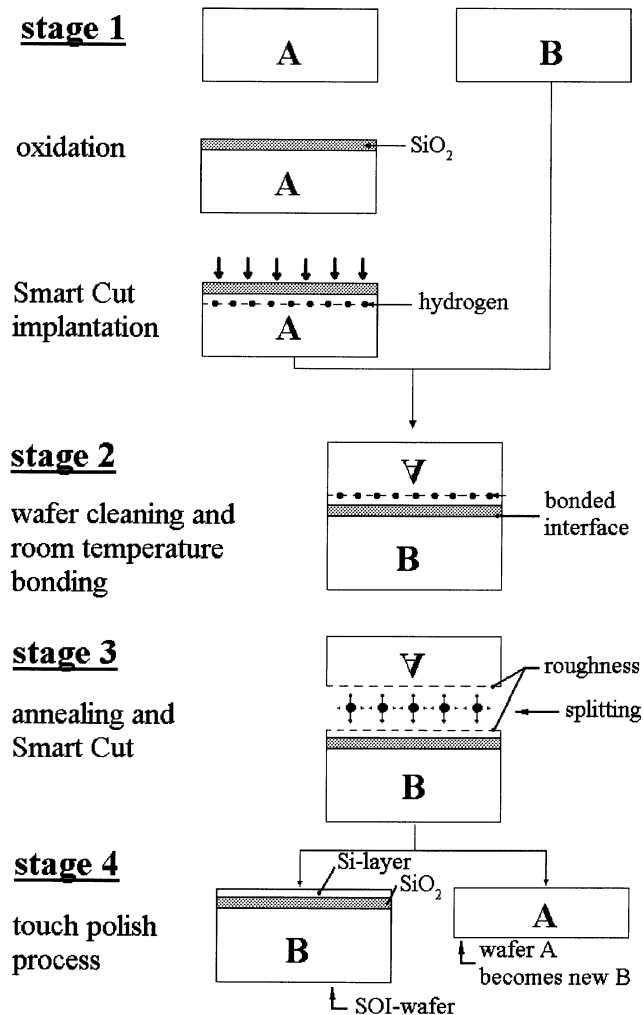 stage 1
A
B
oxidation
SiO₂
A
Smart Cut
implantation
hydrogen
A
stage 2
A
wafer cleaning and
room temperature
bonding
bonded
interface
B
stage 3
A
roughness
annealing and
Smart Cut
splitting
B
stage 4
Si-layer
SiO₂
touch polish
process
B
A
wafer A
becomes new B
SOI-wafer